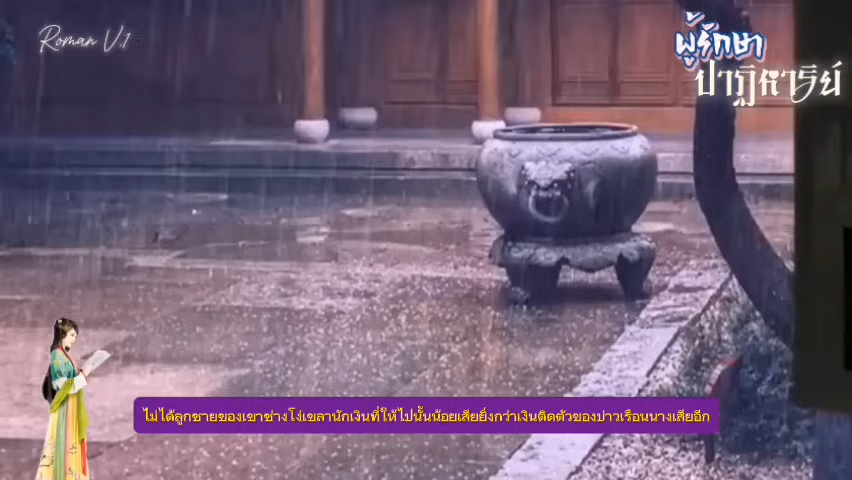 Roman V.1
ผู้รักษา
ปาฏิหาริย์
ไม่ได้ลูกชายของเขาช่างโง่เขลานักเงินที่ให้ไปนั้นน้อยเสียยิ่งกว่าเงินติดตัวของบ่าวเรือนนางเสียอีก